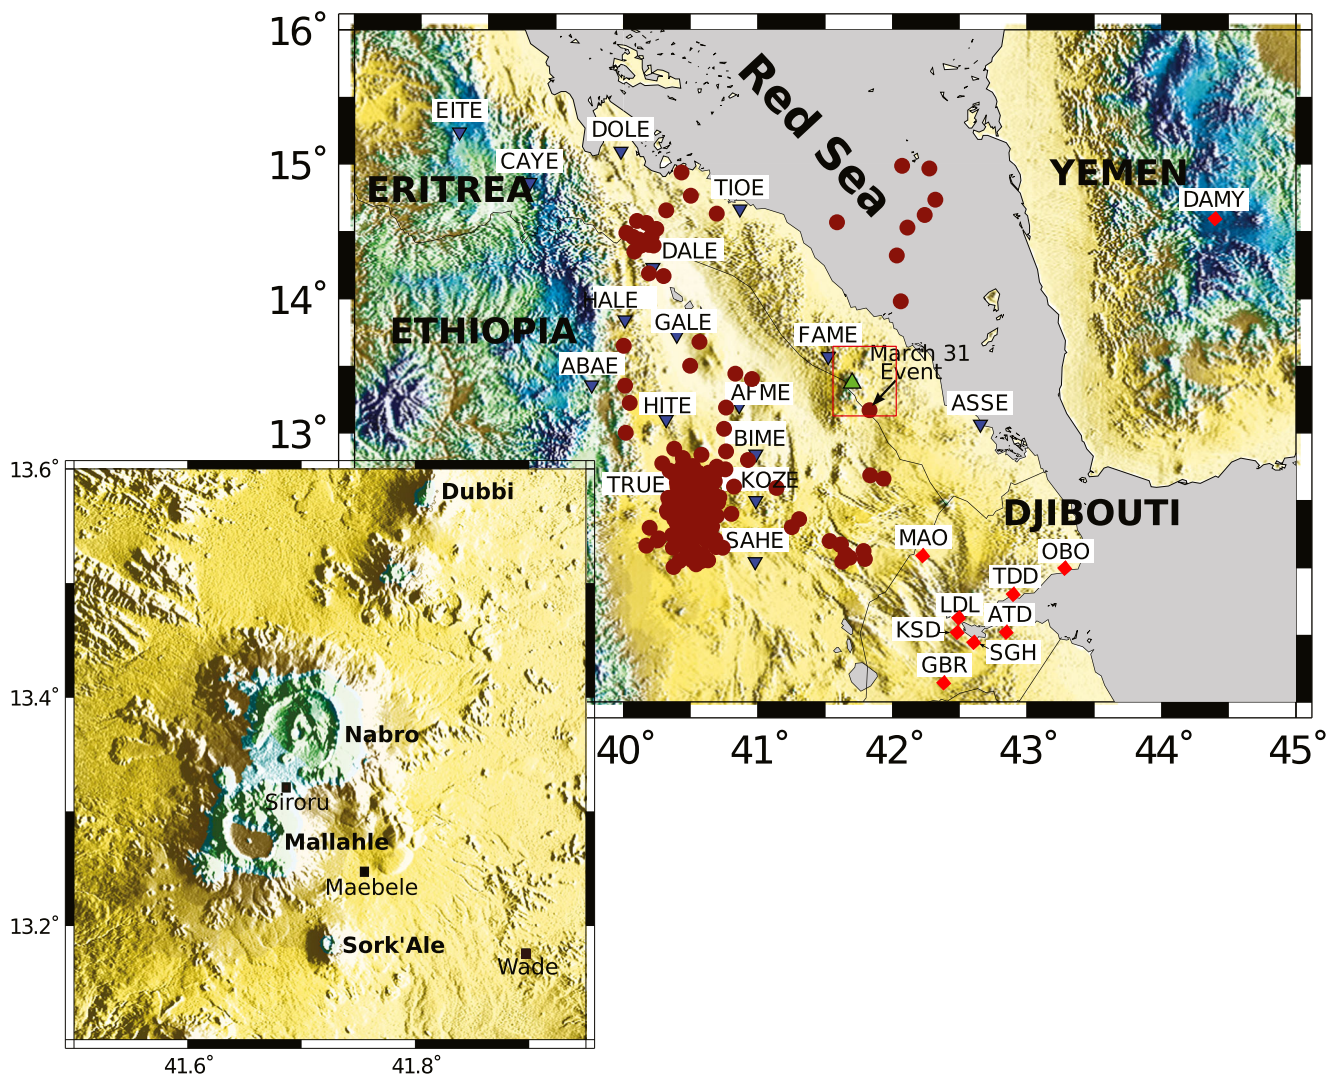 16°
Red Sea
EITE
DOLE
15°
CAYE
YEMEN
ERITREA
TIOE
DAMY
DALE
14°
HALE
GALE
ETHIOPIA
FAME
March 31
Event
ABAE
AFME
HITE
ASSE
13°
BIME
TRUE
KOZE
DJIBOUTI
SAHE
MAO
OBO
TDD
LDL
ATD
KSD
SGH
GBR
40°
41°
42°
43°
44°
45°
13.6°
Dubbi
13.4°
Nabro
Siroru
Mallahle
Maebele
13.2°
Sork'Ale
Wade
41.6°
41.8°